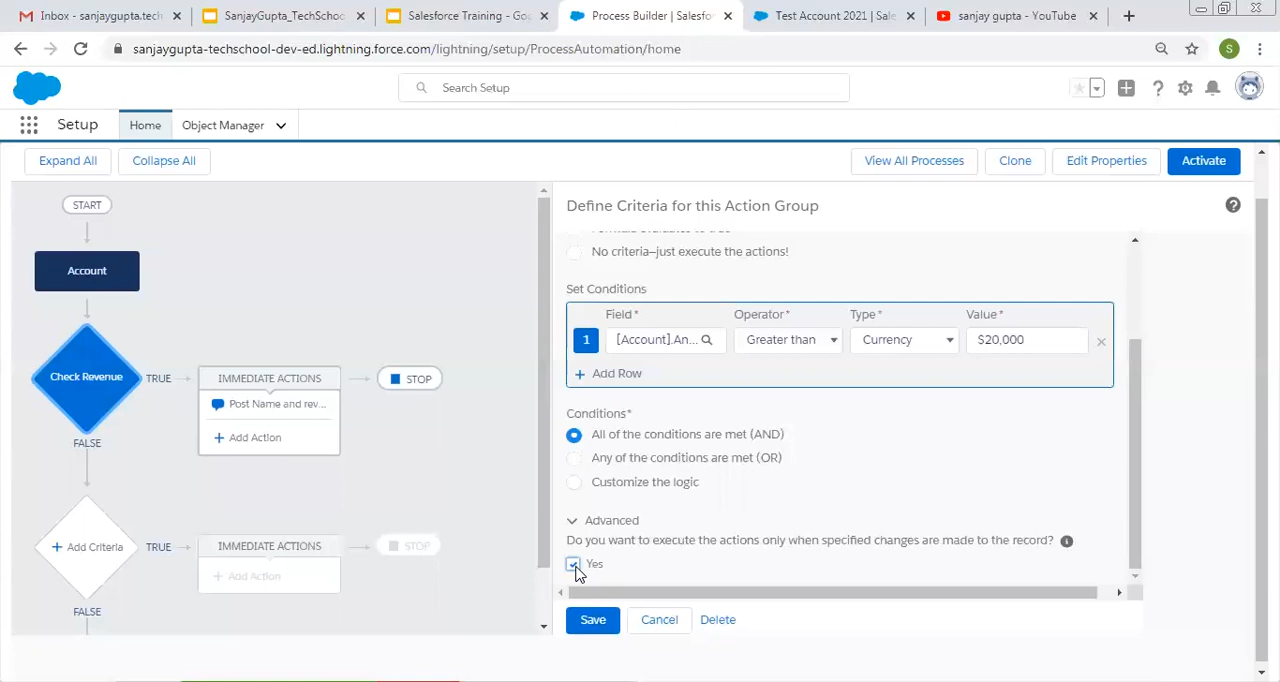 Inbox - sanjaygupta.tech
SanjayGupta_TechSchool
Salesforce Training - Goo
Process Builder | Salesfo
Test Account 2021 | Sale
sanjay gupta - YouTube
sanjaygupta-techschool-dev-ed.lightning.force.com/lightning/setup/ProcessAutomation/home
S
Search Setup
Setup
Home
Object Manager
Expand All
Collapse All
View All Processes
Clone
Edit Properties
Activate
START
Account
Check Revenue
TRUE
IMMEDIATE ACTIONS
STOP
Post Name and rev...
+ Add Action
FALSE
+ Add Criteria
TRUE
IMMEDIATE ACTIONS
STOP
+ Add Action
FALSE
Define Criteria for this Action Group
Formula evaluates to true
No criteria—just execute the actions!
Set Conditions
Field* Operator* Type* Value*
1 [Account].An... Greater than Currency $20,000
+ Add Row
Conditions*
All of the conditions are met (AND)
Any of the conditions are met (OR)
Customize the logic
Advanced
Do you want to execute the actions only when specified changes are made to the record?
Yes
Save
Cancel
Delete